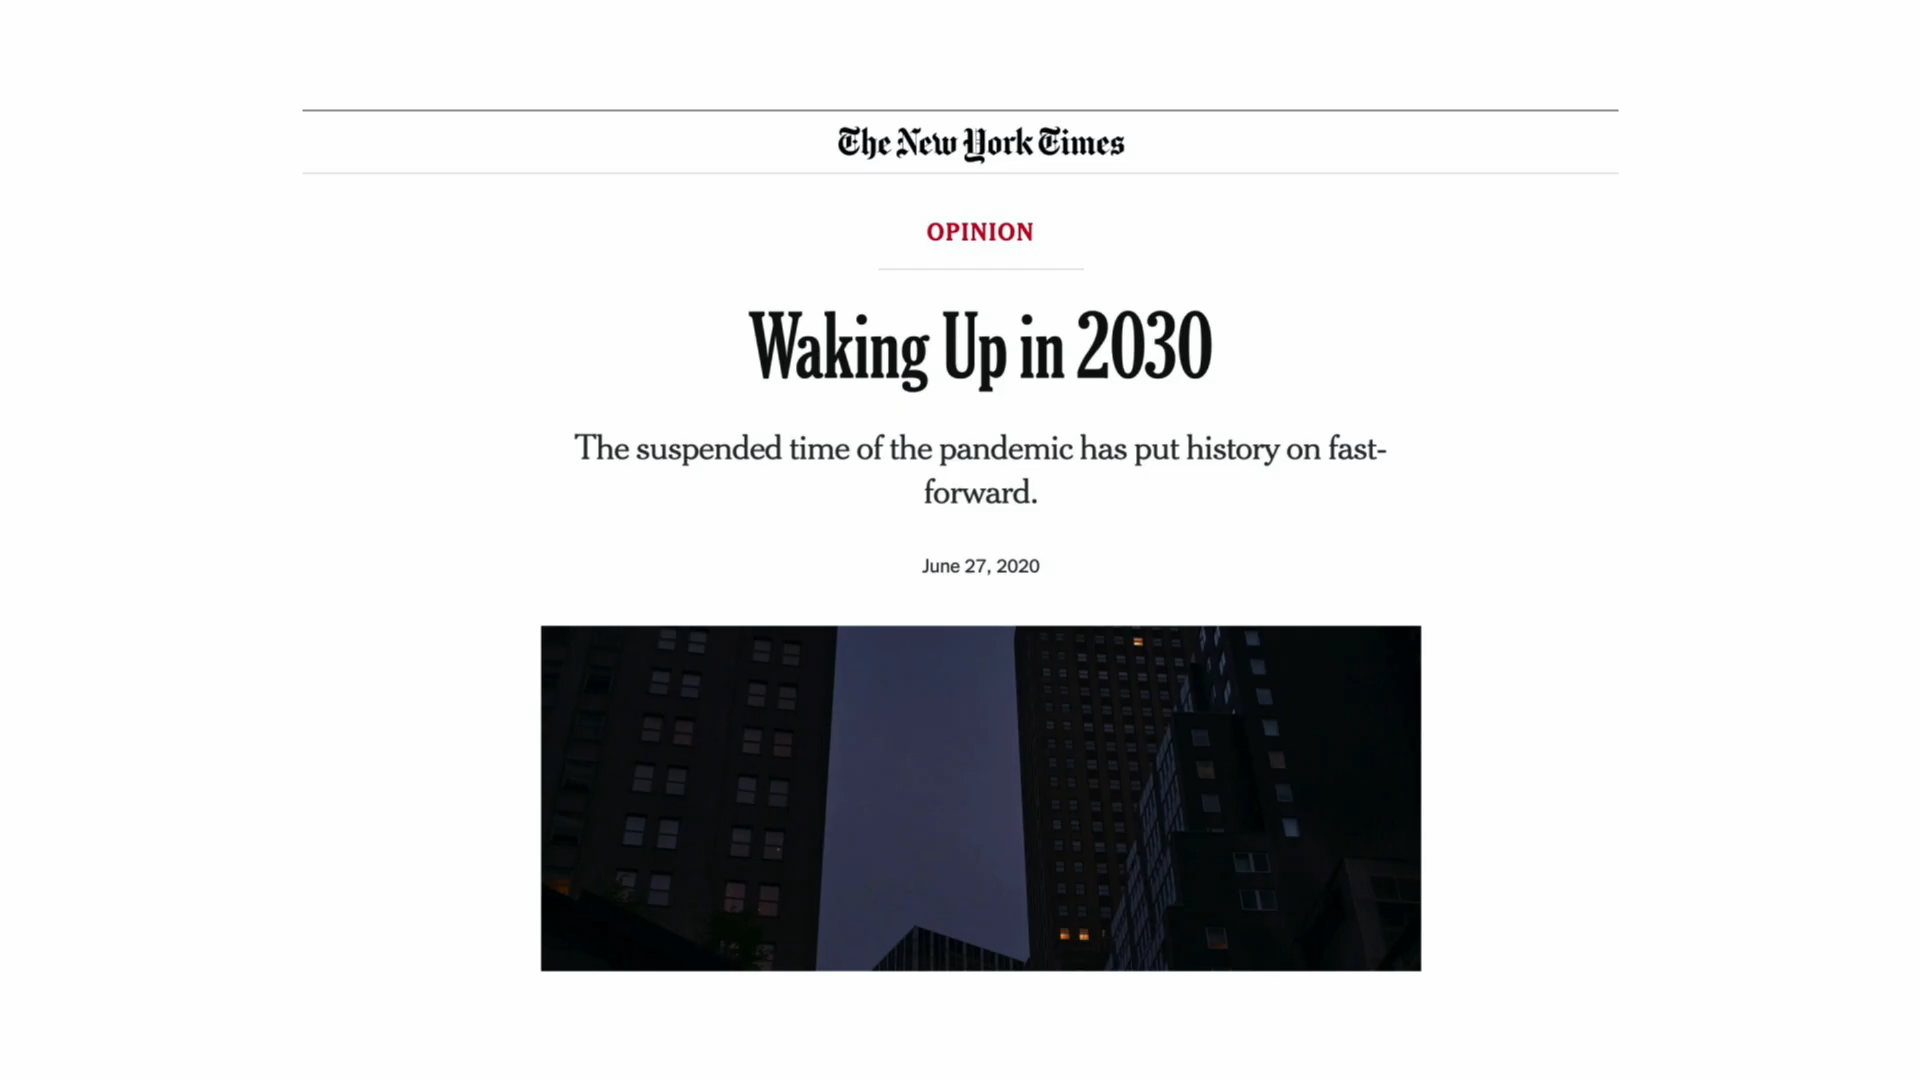 The New York Times
OPINION
Waking Up in 2030
The suspended time of the pandemic has put history on fast-
forward.
June 27, 2020